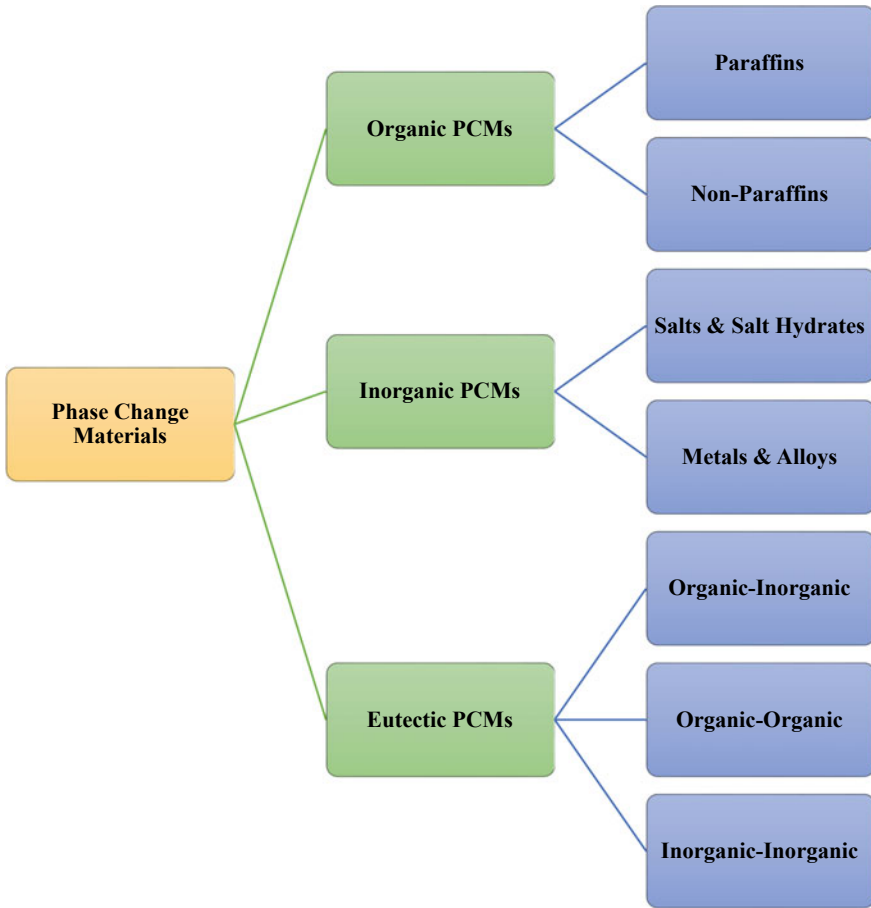 Phase Change
Materials
Organic PCMs
Paraffins
Non-Paraffins
Inorganic PCMs
Salts & Salt Hydrates
Metals & Alloys
Eutectic PCMs
Organic-Inorganic
Organic-Organic
Inorganic-Inorganic